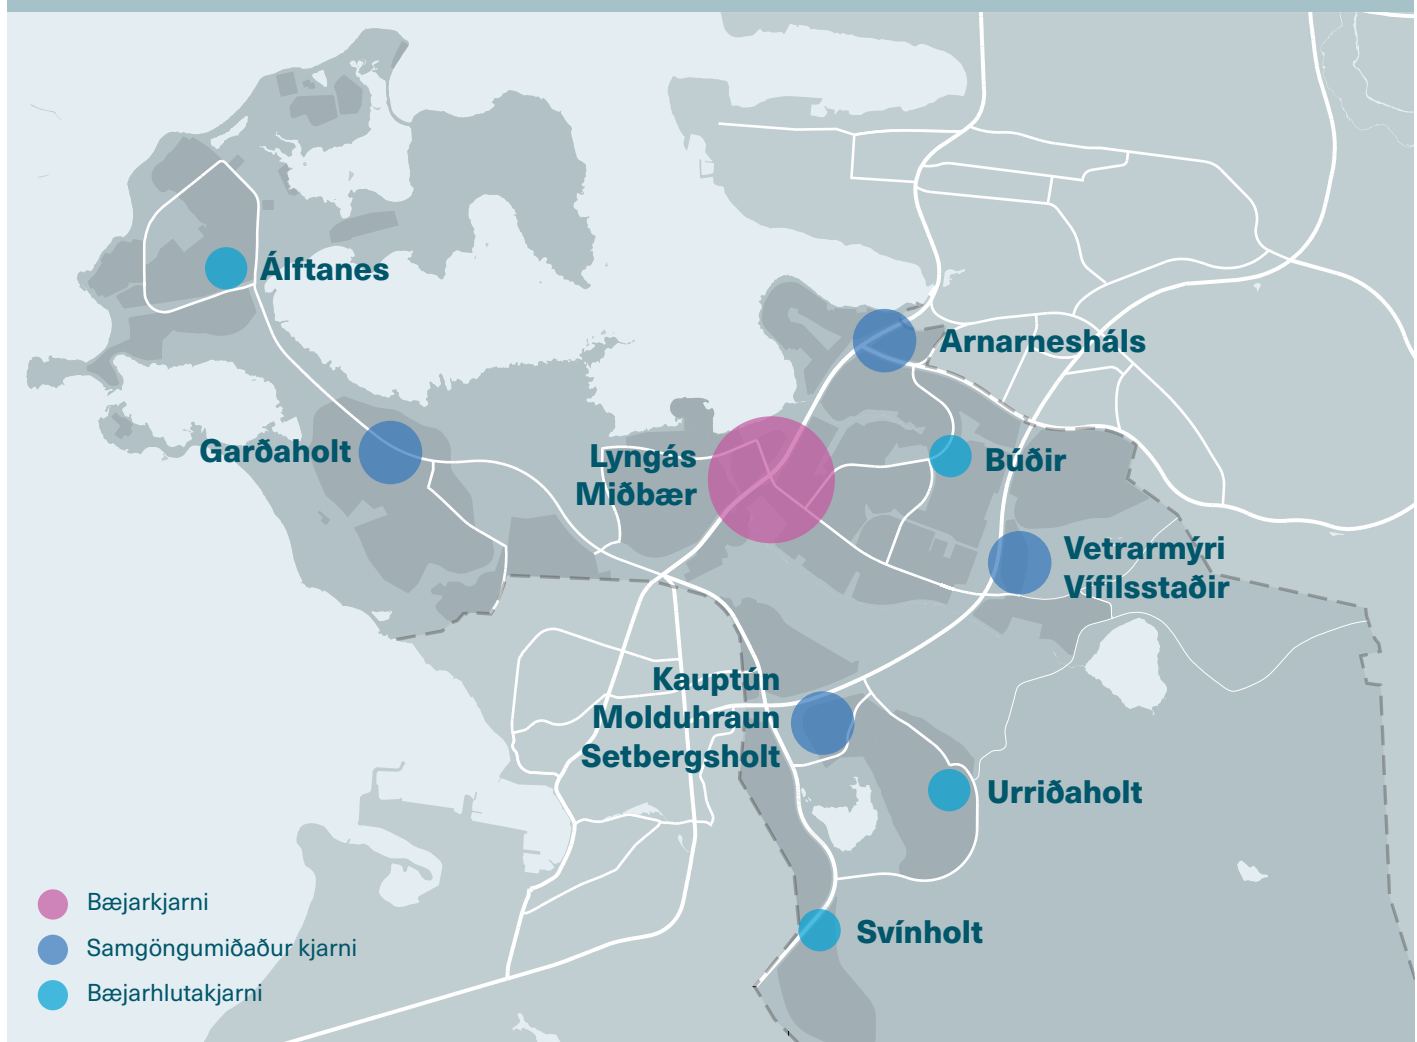 Álftanes
Arnarnesháls
Garðaholt
Lyngás
Miðbær
Búðir
Vetrarmýri
Vífilsstaðir
Kauptún
Molduhraun
Setbergsholt
Urriðaholt
Svínholt
Bæjarkjarni
Samgöngumiðaður kjarni
Bæjarhlutakjarni